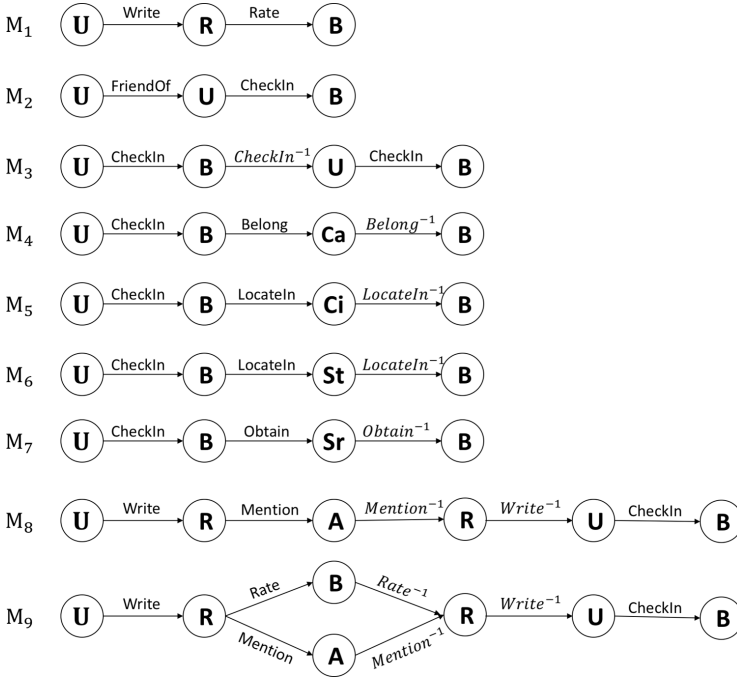 M₁ U Write R Rate B
M₂ U FriendOf U CheckIn B
M₃ U CheckIn B CheckIn⁻¹ U CheckIn B
M₄ U CheckIn B Belong Ca Belong⁻¹ B
M₅ U CheckIn B LocateIn Ci LocateIn⁻¹ B
M₆ U CheckIn B LocateIn St LocateIn⁻¹ B
M₇ U CheckIn B Obtain Sr Obtain⁻¹ B
M₈ U Write R Mention A Mention⁻¹ R Write⁻¹ U CheckIn B
Rate B Rate⁻¹
M₉ U Write R R Write⁻¹ U CheckIn B
Mention A Mention⁻¹